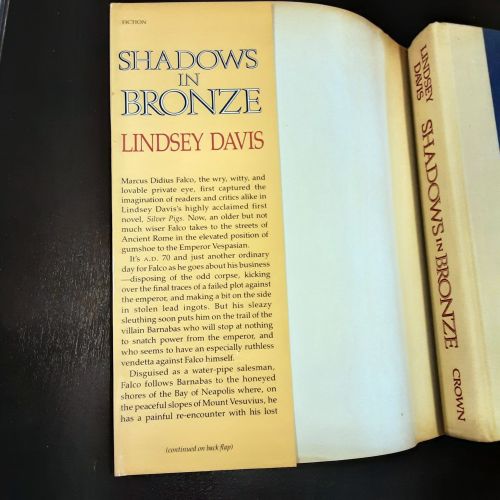 FICTION
SHADOWS
IN
BRONZE
LINDSEY DAVIS
Marcus Didius Falco, the wry, witty, and
lovable private eye, first captured the
imagination of readers and critics alike in
Lindsey Davis's highly acclaimed first
novel, Silver Pigs. Now, an older but not
much wiser Falco takes to the streets of
Ancient Rome in the elevated position of
gumshoe to the Emperor Vespasian.
It's A.D. 70 and just another ordinary
day for Falco as he goes about his business
—disposing of the odd corpse, kicking
over the final traces of a failed plot against
the emperor, and making a bit on the side
in stolen lead ingots. But his sleazy
sleuthing soon puts him on the trail of the
villain Barnabas who will stop at nothing
to snatch power from the emperor, and
who seems to have an especially ruthless
vendetta against Falco himself.
Disguised as a water-pipe salesman,
Falco follows Barnabas to the honeyed
shores of the Bay of Neapolis where, on
the peaceful slopes of Mount Vesuvius, he
has a painful re-encounter with his lost
(continued on back flap)
LINDSEY
DAVIS
SHADOWS IN BRONTZE
CROWN